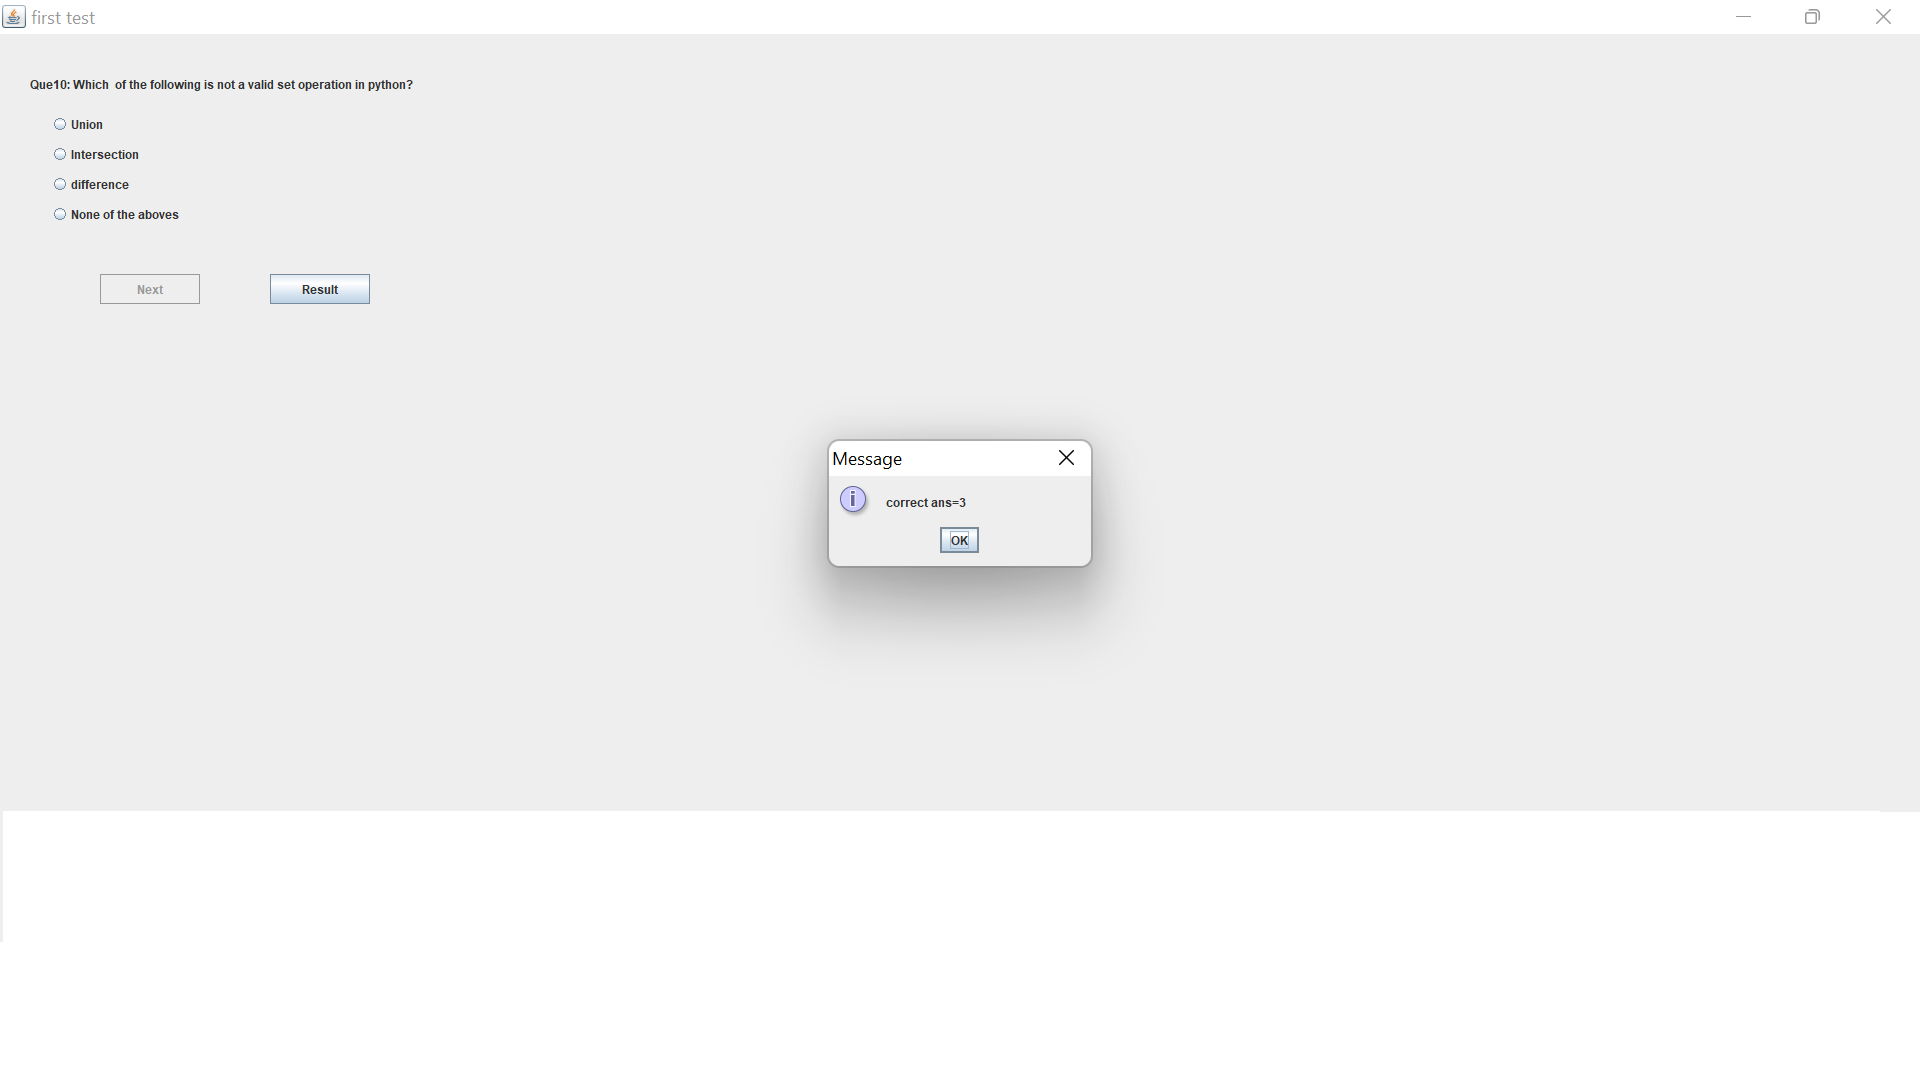 first test
Que10: Which  of the following is not a valid set operation in python?
Union
Intersection
difference
None of the aboves
Next
Result
Message
i
correct ans=3
OK